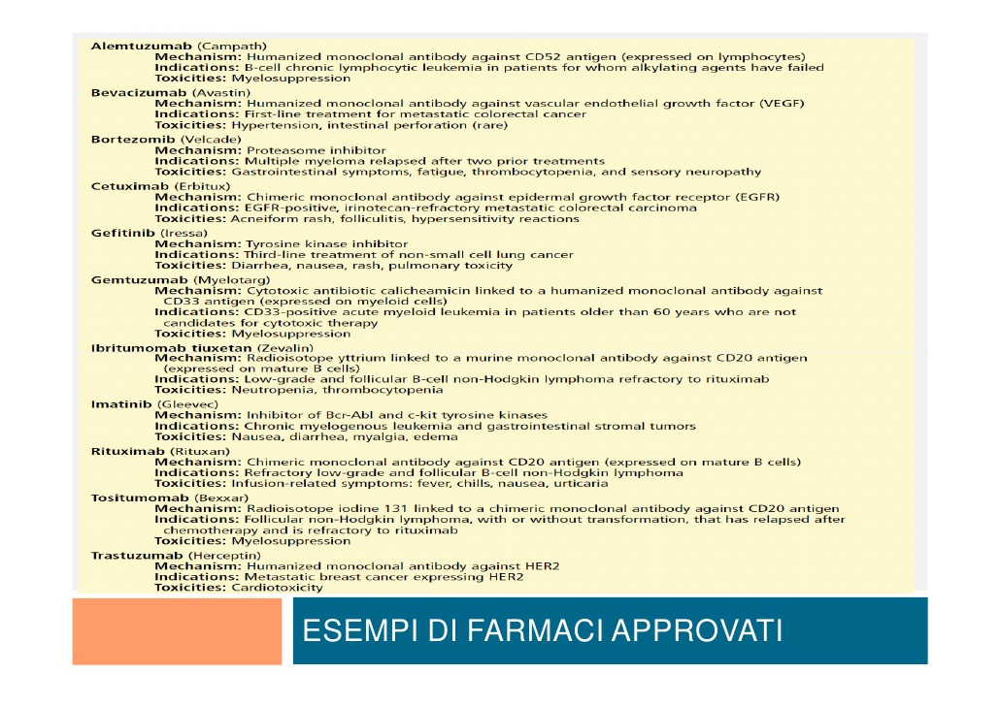 Alemtuzumab (Campath)
Mechanism: Humanized monoclonal antibody against CD52 antigen (expressed on lymphocytes)
Indications: B-cell chronic lymphocytic leukemia in patients for whom alkylating agents have failed
Toxicities: Myelosuppression
Bevacizumab (Avastin)
Mechanism: Humanized monoclonal antibody against vascular endothelial growth factor (VEGF)
Indications: First-line treatment for metastatic colorectal cancer
Toxicities: Hypertension, intestinal perforation (rare)
Bortezomib (Velcade)
Mechanism: Proteasome inhibitor
Indications: Multiple myeloma relapsed after two prior treatments
Toxicities: Gastrointestinal symptoms, fatigue, thrombocytopenia, and sensory neuropathy
Cetuximab (Erbitux)
Mechanism: Chimeric monoclonal antibody against epidermal growth factor receptor (EGFR)
Indications: EGFR-positive, irinotecan-refractory metastatic colorectal carcinoma
Toxicities: Acneiform rash, folliculitis, hypersensitivity reactions
Gefitinib (Iressa)
Mechanism: Tyrosine kinase inhibitor
Indications: Third-line treatment of non-small cell lung cancer
Toxicities: Diarrhea, nausea, rash, pulmonary toxicity
Gemtuzumab (Myelotarg)
Mechanism: Cytotoxic antibiotic calicheamicin linked to a humanized monoclonal antibody against
CD33 antigen (expressed on myeloid cells)
Indications: CD33-positive acute myeloid leukemia in patients older than 60 years who are not
candidates for cytotoxic therapy
Toxicities: Myelosuppression
Ibritumomab tiuxetan (Zevalin)
Mechanism: Radioisotope yttrium linked to a murine monoclonal antibody against CD20 antigen
(expressed on mature B cells)
Indications: Low-grade and follicular B-cell non-Hodgkin lymphoma refractory to rituximab
Toxicities: Neutropenia, thrombocytopenia
Imatinib (Gleevec)
Mechanism: Inhibitor of Bcr-Abl and c-kit tyrosine kinases
Indications: Chronic myelogenous leukemia and gastrointestinal stromal tumors
Toxicities: Nausea, diarrhea, myalgia, edema
Rituximab (Rituxan)
Mechanism: Chimeric monoclonal antibody against CD20 antigen (expressed on mature B cells)
Indications: Refractory low-grade and follicular B-cell non-Hodgkin lymphoma
Toxicities: Infusion-related symptoms: fever, chills, nausea, urticaria
Tositumomab (Bexxar)
Mechanism: Radioisotope iodine 131 linked to a chimeric monoclonal antibody against CD20 antigen
Indications: Follicular non-Hodgkin lymphoma, with or without transformation, that has relapsed after
chemotherapy and is refractory to rituximab
Toxicities: Myelosuppression
Trastuzumab (Herceptin)
Mechanism: Humanized monoclonal antibody against HER2
Indications: Metastatic breast cancer expressing HER2
Toxicities: Cardiotoxicity
ESEMPI DI FARMACI APPROVATI